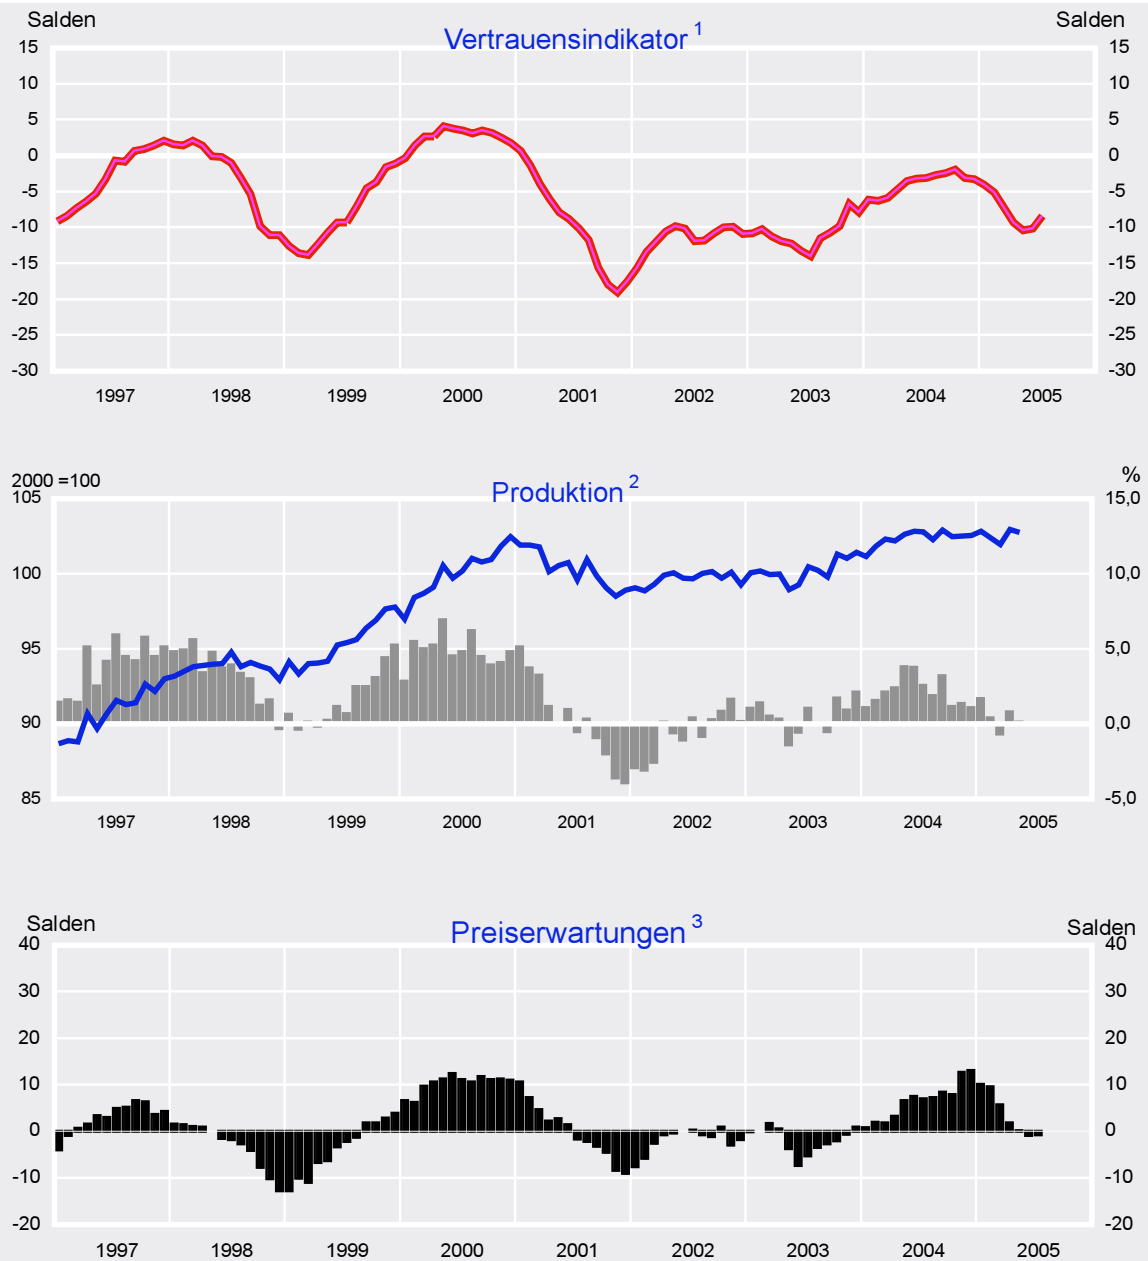 Salden Salden
Vertrauensindikator 1
15 15
10 10
5 5
0 0
-5 -5
-10 -10
-15 -15
-20 -20
-25 -25
-30 -30
1997 1998 1999 2000 2001 2002 2003 2004 2005
2000 =100 %
Produktion 2
105 15,0
100 10,0
95 5,0
90 0,0
85 -5,0
1997 1998 1999 2000 2001 2002 2003 2004 2005
Salden Salden
Preiserwartungen 3
40 40
30 30
20 20
10 10
0 0
-10 -10
-20 -20
1997 1998 1999 2000 2001 2002 2003 2004 2005